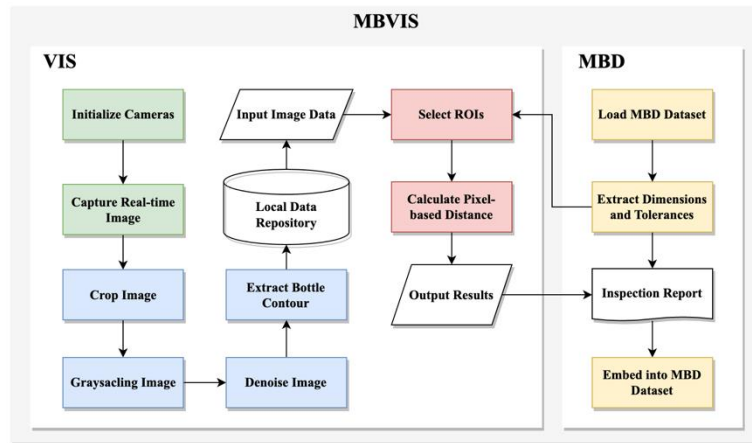 MBVIS
VIS
Initialize Cameras
Capture Real-time
Image
Crop Image
Graysacling Image
Denoise Image
Extract Bottle
Contour
Local Data
Repository
Input Image Data
Select ROIs
Calculate Pixel-
based Distance
Output Results
MBD
Load MBD Dataset
Extract Dimensions
and Tolerances
Inspection Report
Embed into MBD
Dataset